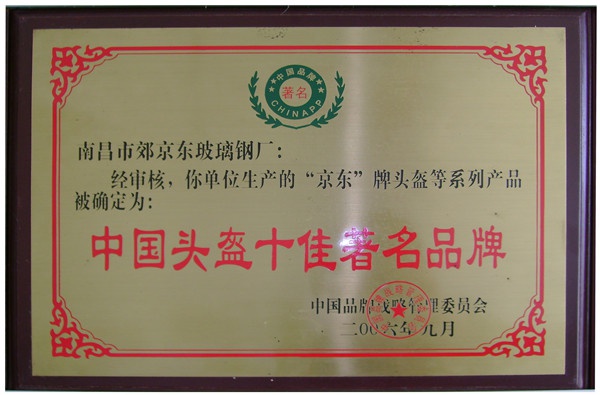 中国品牌
著名
CHINAPP
南昌市郊京东玻璃钢厂：
经审核，你单位生产的“京东”牌头盔等系列产品
被确定为：
中国头盔十佳著名品牌
中国品牌战略管理委员会
二00六年九月